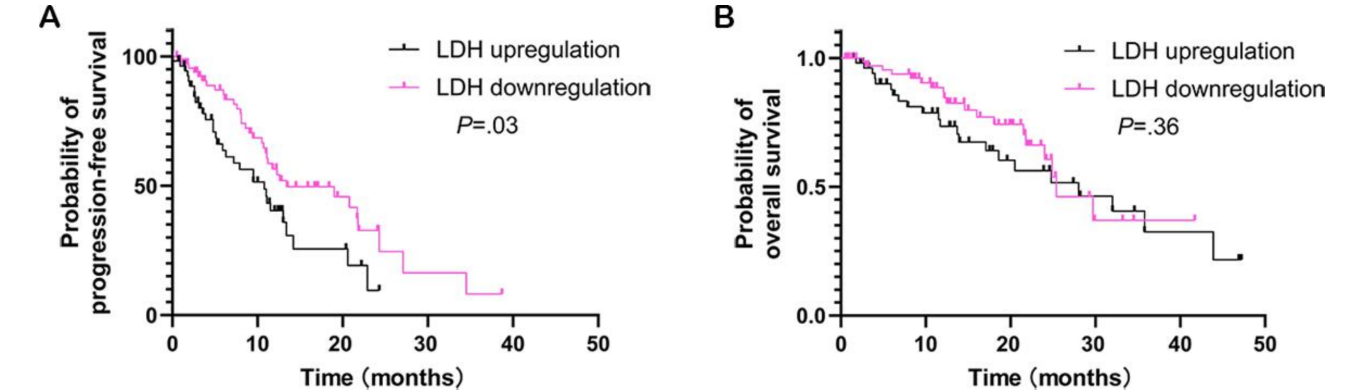 A
Probability of
progression-free survival
100
50
0
0 10 20 30 40 50
Time (months)
LDH upregulation
LDH downregulation
P=.03
B
Probability of
overall survival
1.0
0.5
0.0
0 10 20 30 40 50
Time (months)
LDH upregulation
LDH downregulation
P=.36